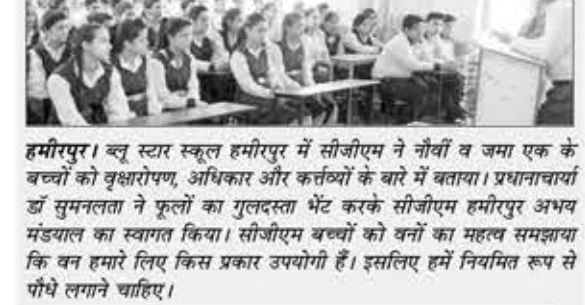 हमीरपुर। ब्लू स्टार स्कूल हमीरपुर में सीजीएम ने नौवीं व जमा एक के
बच्चों को वृक्षारोपण, अधिकार और कर्त्तव्यों के बारे में बताया। प्रधानाचार्या
डॉ सुमनलता ने फूलों का गुलदस्ता भेंट करके सीजीएम हमीरपुर अभय
मंडयाल का स्वागत किया। सीजीएम बच्चों को वनों का महत्व समझाया
कि वन हमारे लिए किस प्रकार उपयोगी हैं। इसलिए हमें नियमित रूप से
पौधे लगाने चाहिए।